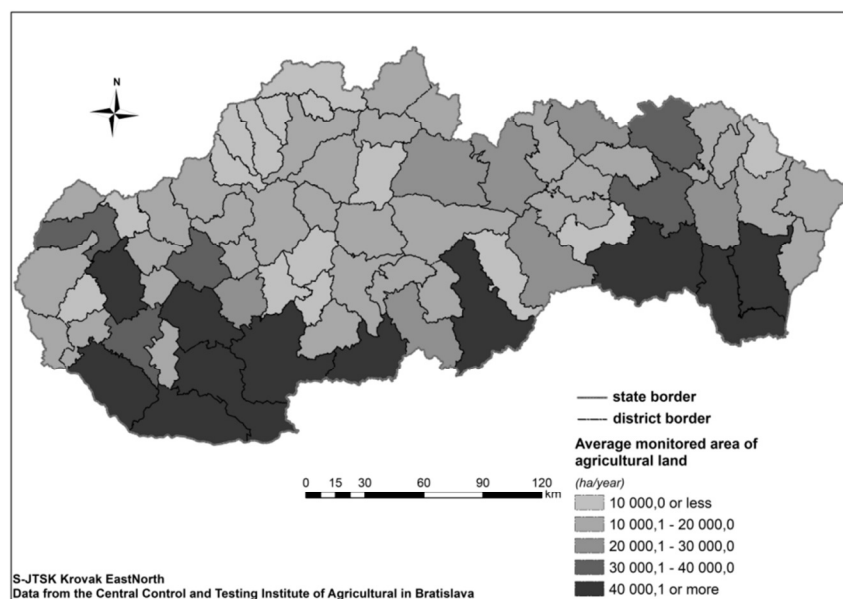 N
state border
district border
Average monitored area of
agricultural land
(ha/year)
10 000,0 or less
10 000,1 - 20 000,0
20 000,1 - 30 000,0
30 000,1 - 40 000,0
40 000,1 or more
0 15 30 60 90 120
km
S-JTSK Krovak EastNorth
Data from the Central Control and Testing Institute of Agricultural in Bratislava